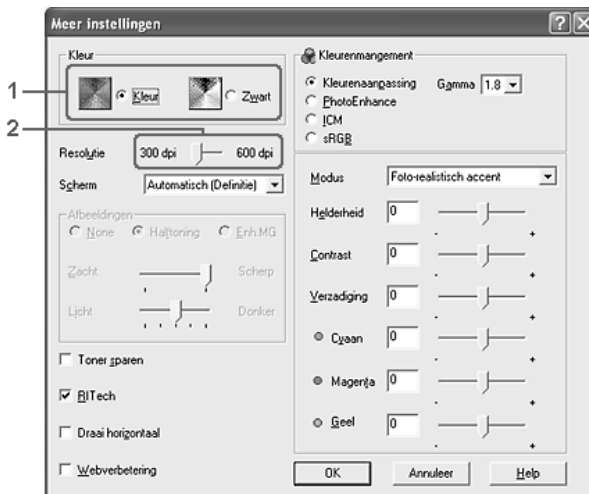 Meer instellingen
Kleur
1
Kleur
Zwart
2
Resolutie
300 dpi
600 dpi
Scherm
Automatisch (Definitie)
Afbeeldingen
None
Halftoning
Enh.MG
Zacht
Scherp
Licht
Donker
Toner sparen
RITech
Draai horizontaal
Webverbetering
Kleurenmangement
Kleurenaanpassing
Gamma
1,8
PhotoEnhance
ICM
sRGB
Modus
Foto-realistisch accent
Helderheid
0
- +
Contrast
0
- +
Verzadiging
0
- +
Cyaan
0
- +
Magenta
0
- +
Geel
0
- +
OK
Annuleer
Help